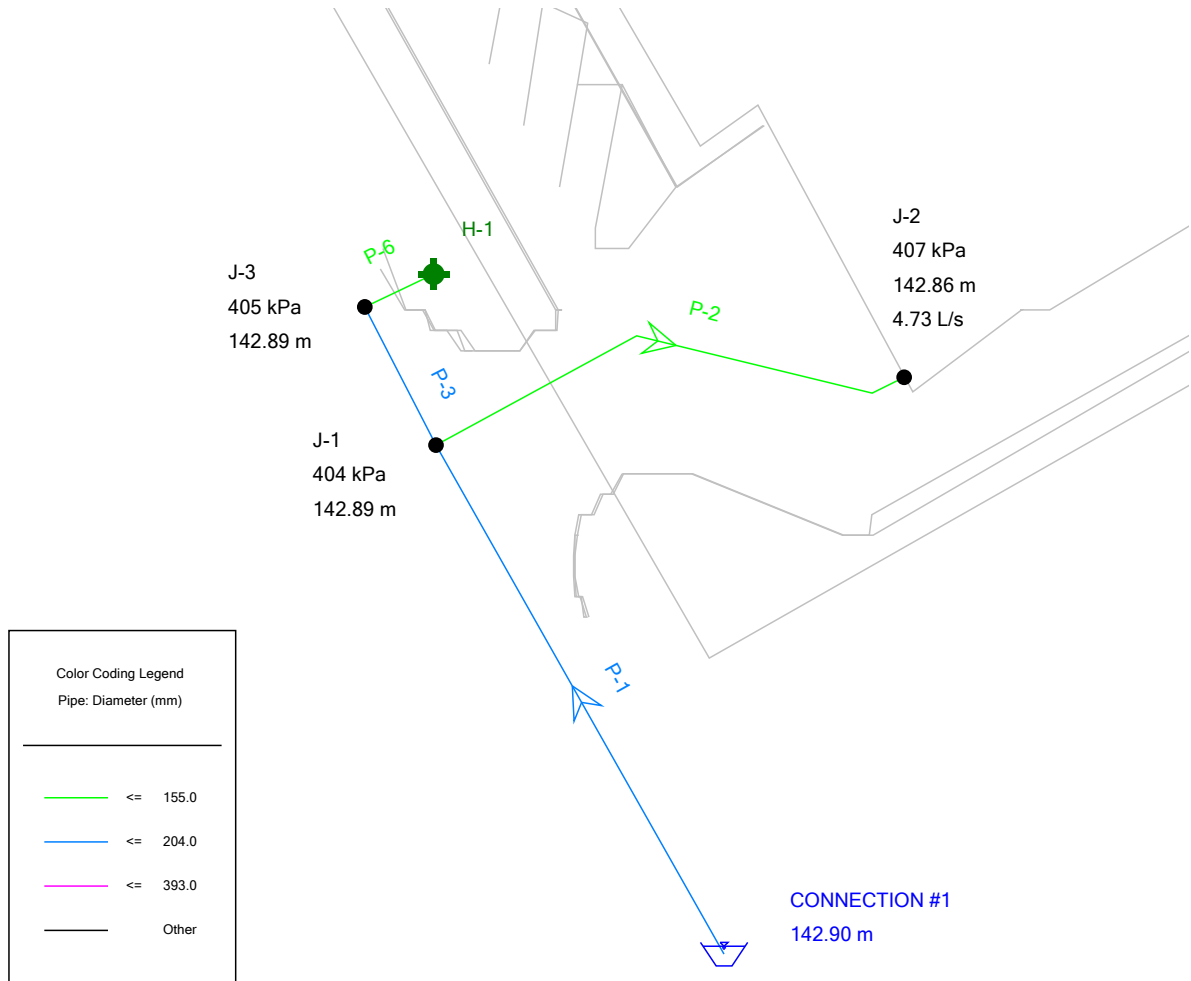 J-2
407 kPa
142.86 m
4.73 L/s
H-1
P-6
J-3
405 kPa
142.89 m
P-2
P-3
J-1
404 kPa
142.89 m
P-1
Color Coding Legend
Pipe: Diameter (mm)
<= 155.0
<= 204.0
<= 393.0
Other
CONNECTION #1
142.90 m